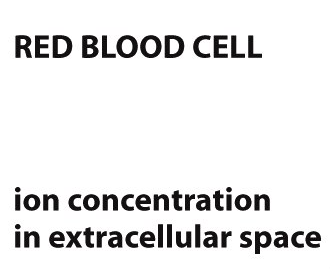 RED BLOOD CELL
ion concentration
in extracellular space